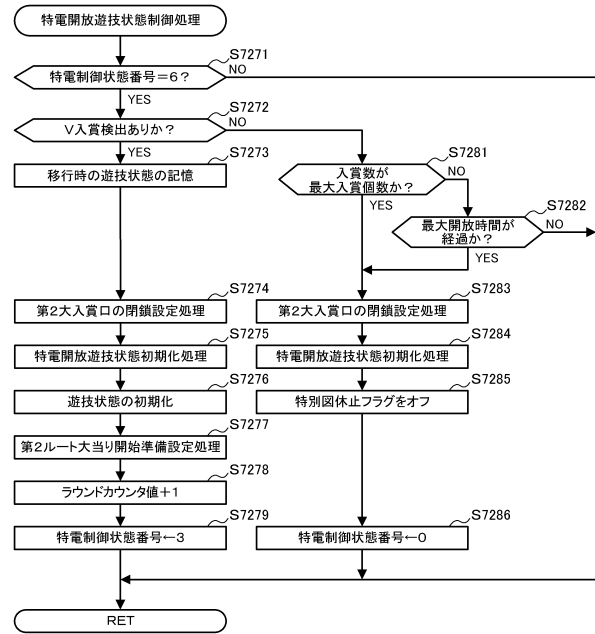 特電開放遊技状態制御処理
S7271
特電制御状態番号＝6？
NO
YES
S7272
V入賞検出ありか？
NO
YES
S7273
移行時の遊技状態の記憶
S7281
入賞数が
最大入賞個数か？
NO
YES
S7282
最大開放時間が
経過か？
NO
YES
S7274
第2大入賞口の閉鎖設定処理
S7283
第2大入賞口の閉鎖設定処理
S7275
特電開放遊技状態初期化処理
S7284
特電開放遊技状態初期化処理
S7276
遊技状態の初期化
S7285
特別図休止フラグをオフ
S7277
第2ルート大当り開始準備設定処理
S7278
ラウンドカウンタ値＋1
S7279
特電制御状態番号←3
S7286
特電制御状態番号←0
RET